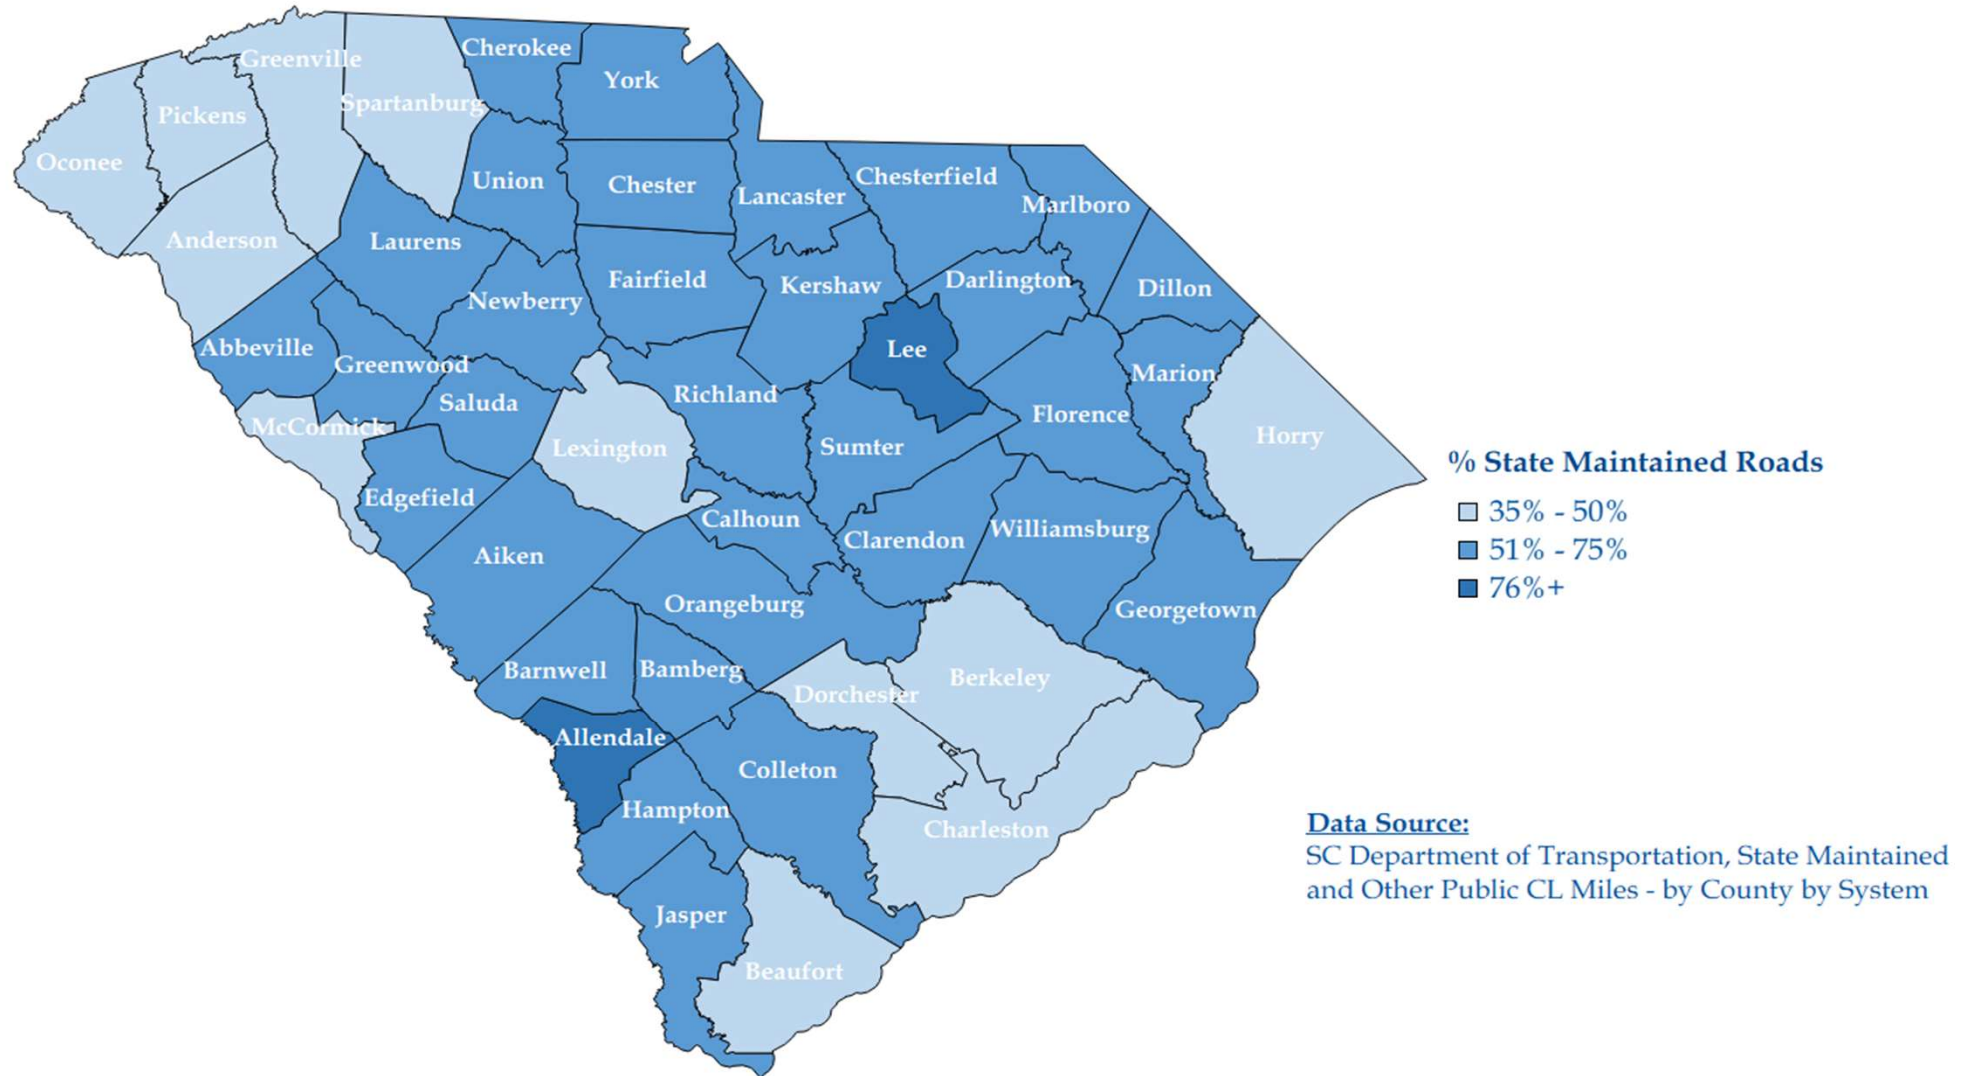 Cherokee
Greenville
York
Spartanburg
Pickens
Oconee
Union
Chester
Chesterfield
Lancaster
Marlboro
Anderson
Laurens
Fairfield
Kershaw
Darlington
Dillon
Newberry
Abbeville
Lee
Greenwood
Marion
Richland
Saluda
Florence
McCormick
Horry
Lexington
Sumter
Edgefield
Calhoun
Williamsburg
Clarendon
Aiken
Orangeburg
Georgetown
Barnwell
Bamberg
Berkeley
Dorchester
Allendale
Colleton
Hampton
Charleston
Jasper
Beaufort
% State Maintained Roads
35% - 50%
51% - 75%
76%+
Data Source:
SC Department of Transportation, State Maintained
and Other Public CL Miles - by County by System